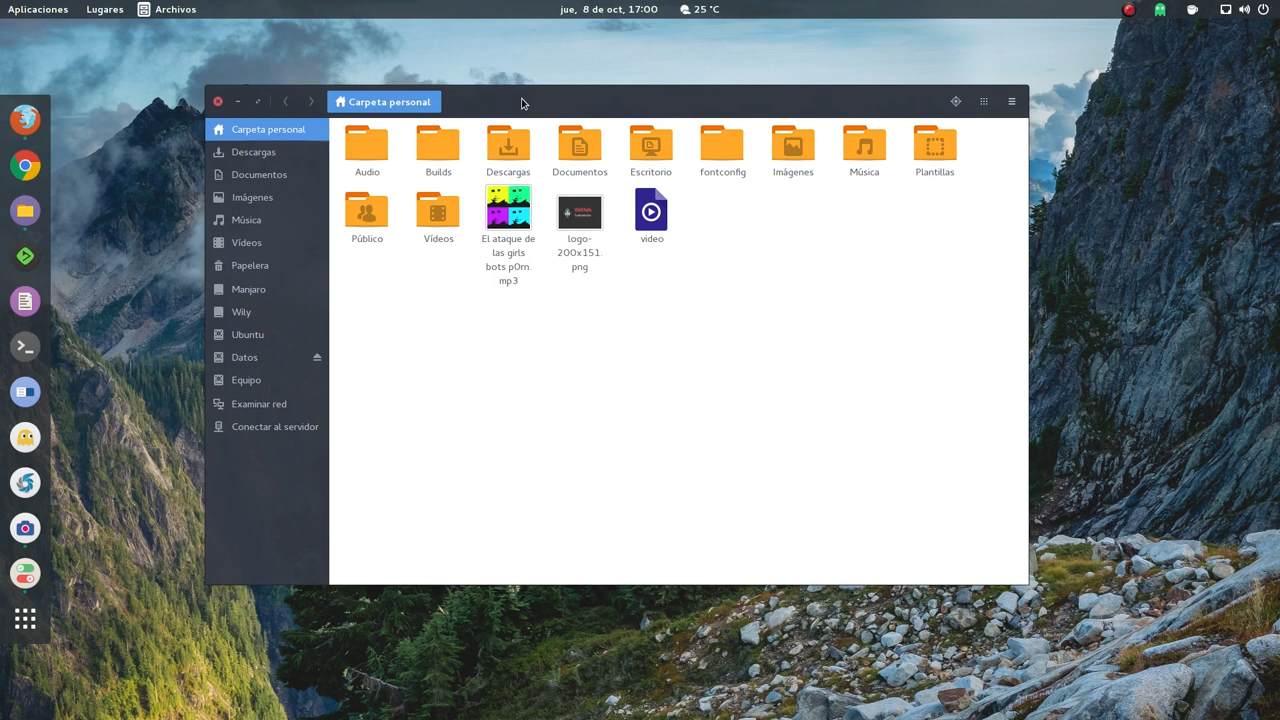 Aplicaciones Lugares Archivos jue, 8 de oct, 17:00 25 °C
Carpeta personal
Carpeta personal
Descargas
Documentos
Imágenes
Música
Vídeos
Papelera
Manjaro
Wily
Ubuntu
Datos
Equipo
Examinar red
Conectar al servidor
Audio Builds Descargas Documentos Escritorio fontconfig Imágenes Música Plantillas
Público Vídeos
El ataque de
las girls
bots p0rn.
mp3
logo-
200x151.
png
video